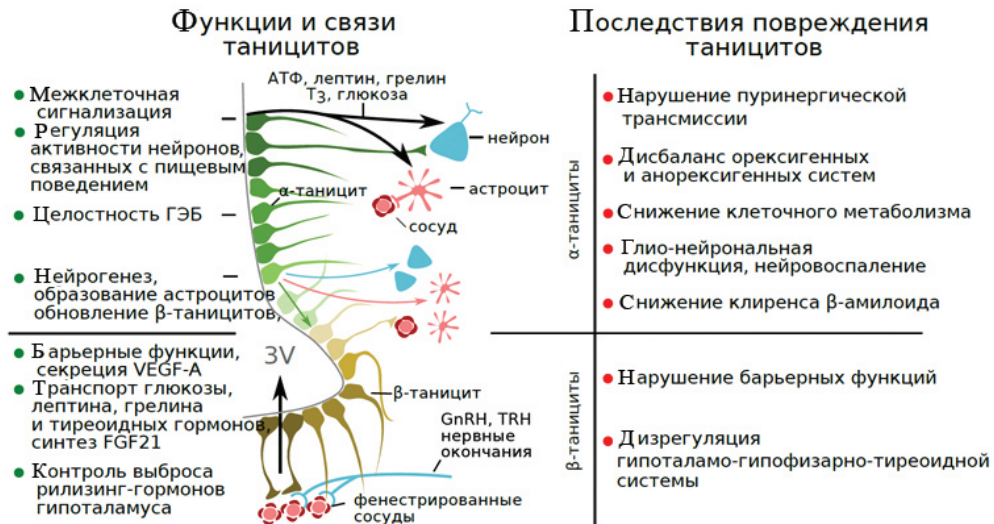 Функции и связи
таницитов
Межклеточная
сигнализация
Регуляция
активности нейронов,
связанных с пищевым
поведением
Целостность ГЭБ
Нейрогенез,
образование астроцитов
обновление β-таницитов,
Барьерные функции,
секреция VEGF-A
Транспорт глюкозы,
лептина, грелина
и тиреоидных гормонов,
синтез FGF21
Контроль выброса
рилизинг-гормонов
гипоталамуса
АТФ, лептин, грелин
T3, глюкоза
нейрон
α-таницит
астроцит
сосуд
3V
β-таницит
GnRH, TRH
нервные
окончания
фенестрированные
сосуды
Последствия повреждения
таницитов
α-танициты
Нарушение пуринергической
трансмиссии
Дисбаланс орексигенных
и анорексигенных систем
Снижение клеточного метаболизма
Глио-нейрональная
дисфункция, нейровоспаление
Снижение клиренса β-амилоида
β-танициты
Нарушение барьерных функций
Дизрегуляция
гипоталамо-гипофизарно-тиреоидной
системы